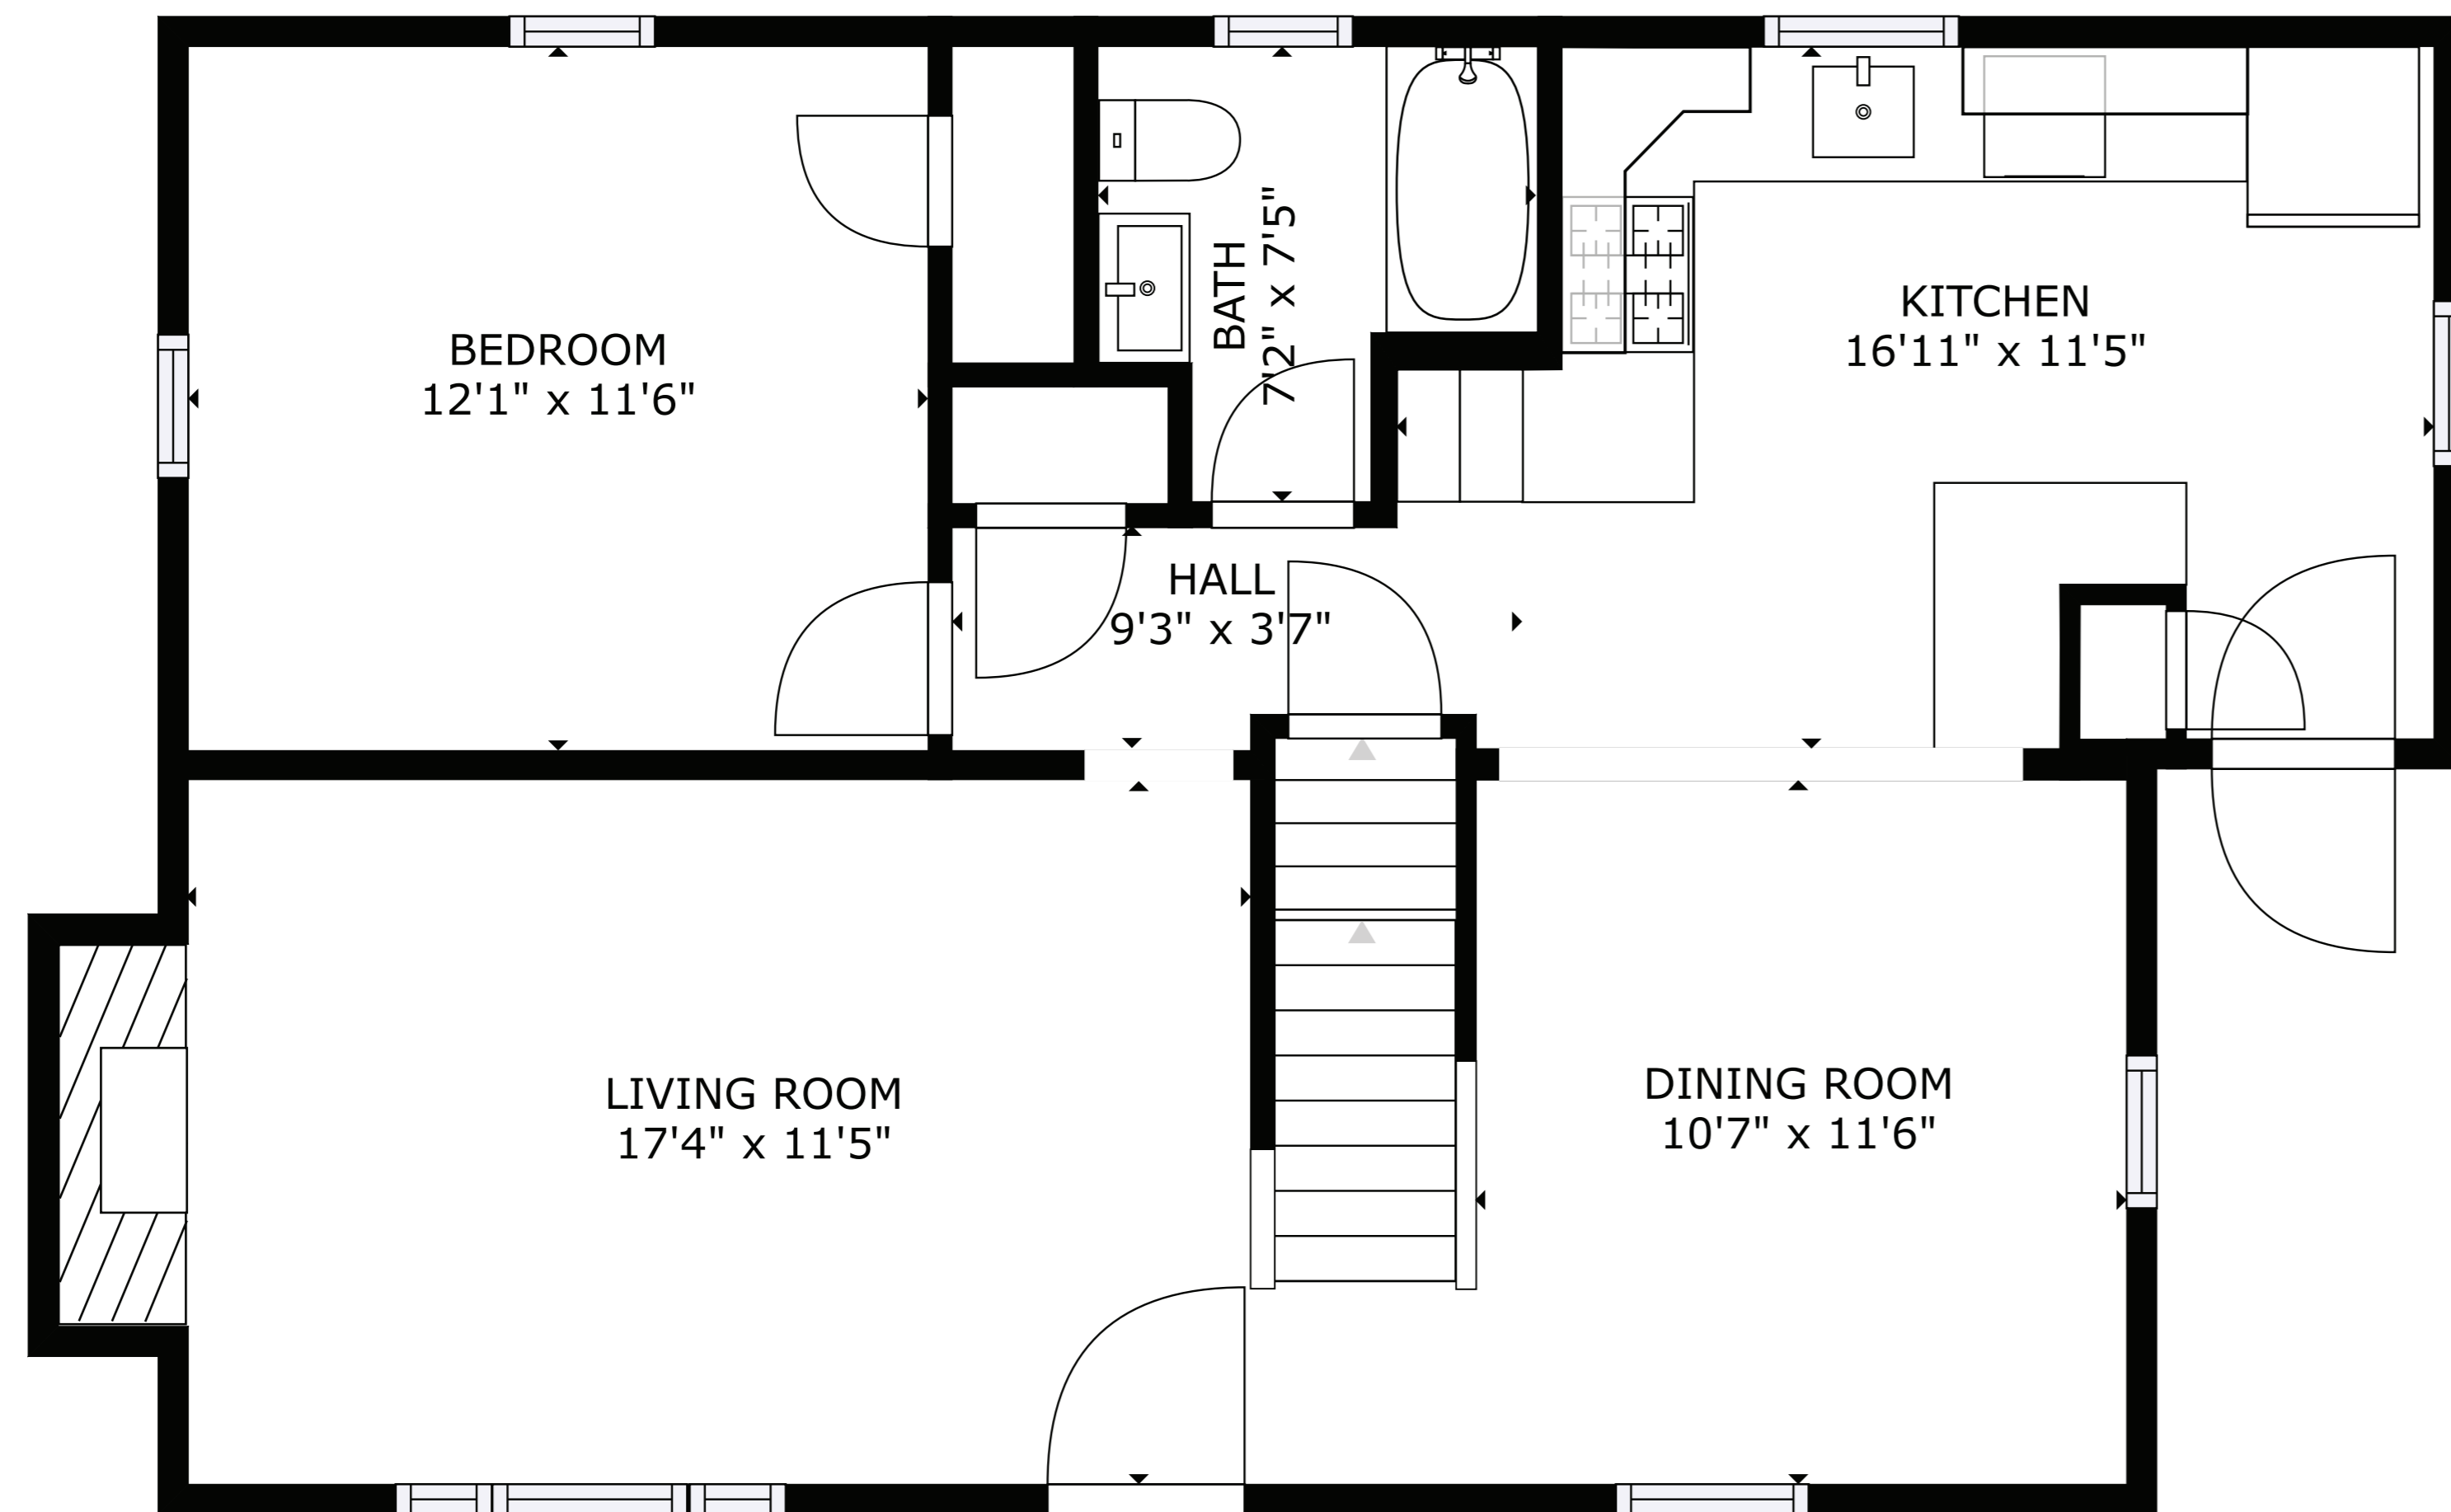 BEDROOM
12'1" x 11'6"
BATH
7'2" x 7'5"
KITCHEN
16'11" x 11'5"
HALL
9'3" x 3'7"
LIVING ROOM
17'4" x 11'5"
DINING ROOM
10'7" x 11'6"